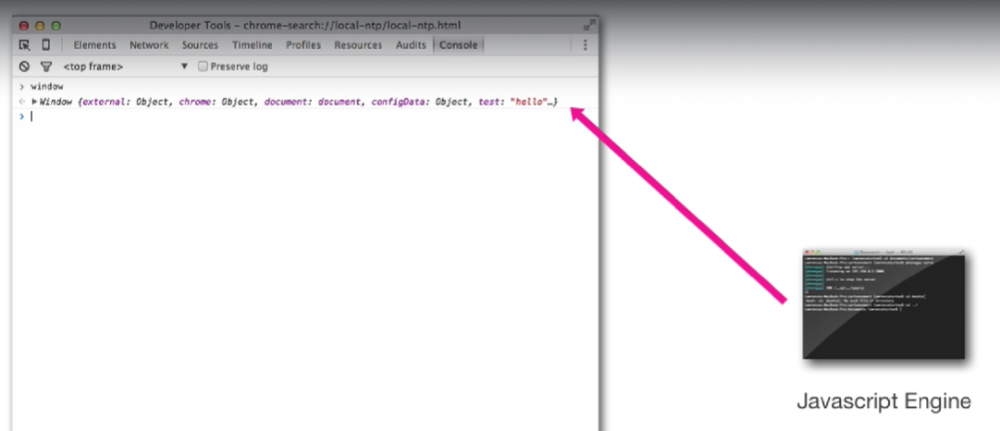 Developer Tools - chrome-search://local-ntp/local-ntp.html
Elements Network Sources Timeline Profiles Resources Audits Console
<top frame> ▼ Preserve log
> window
Window {external: Object, chrome: Object, document: document, configData: Object, test: "hello"…}
>
Javascript Engine